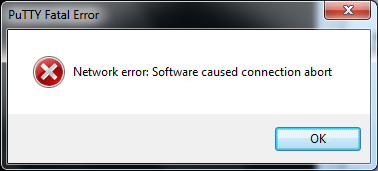 PuTTY Fatal Error
Network error: Software caused connection abort
OK